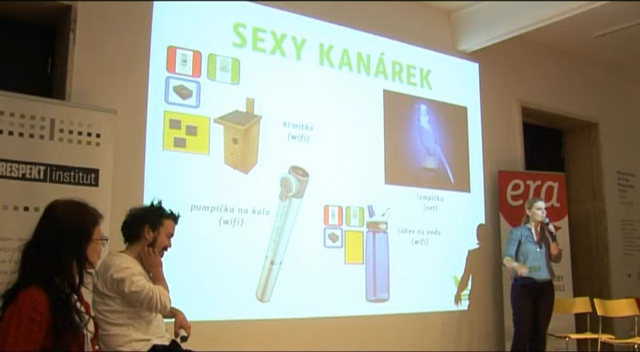 SEXY KANÁREK
krmítko
(wifi)
lampička
(net)
pumpička na kolo
(wifi)
lahev na vodu
(wifi)
RESPEKT institut
era